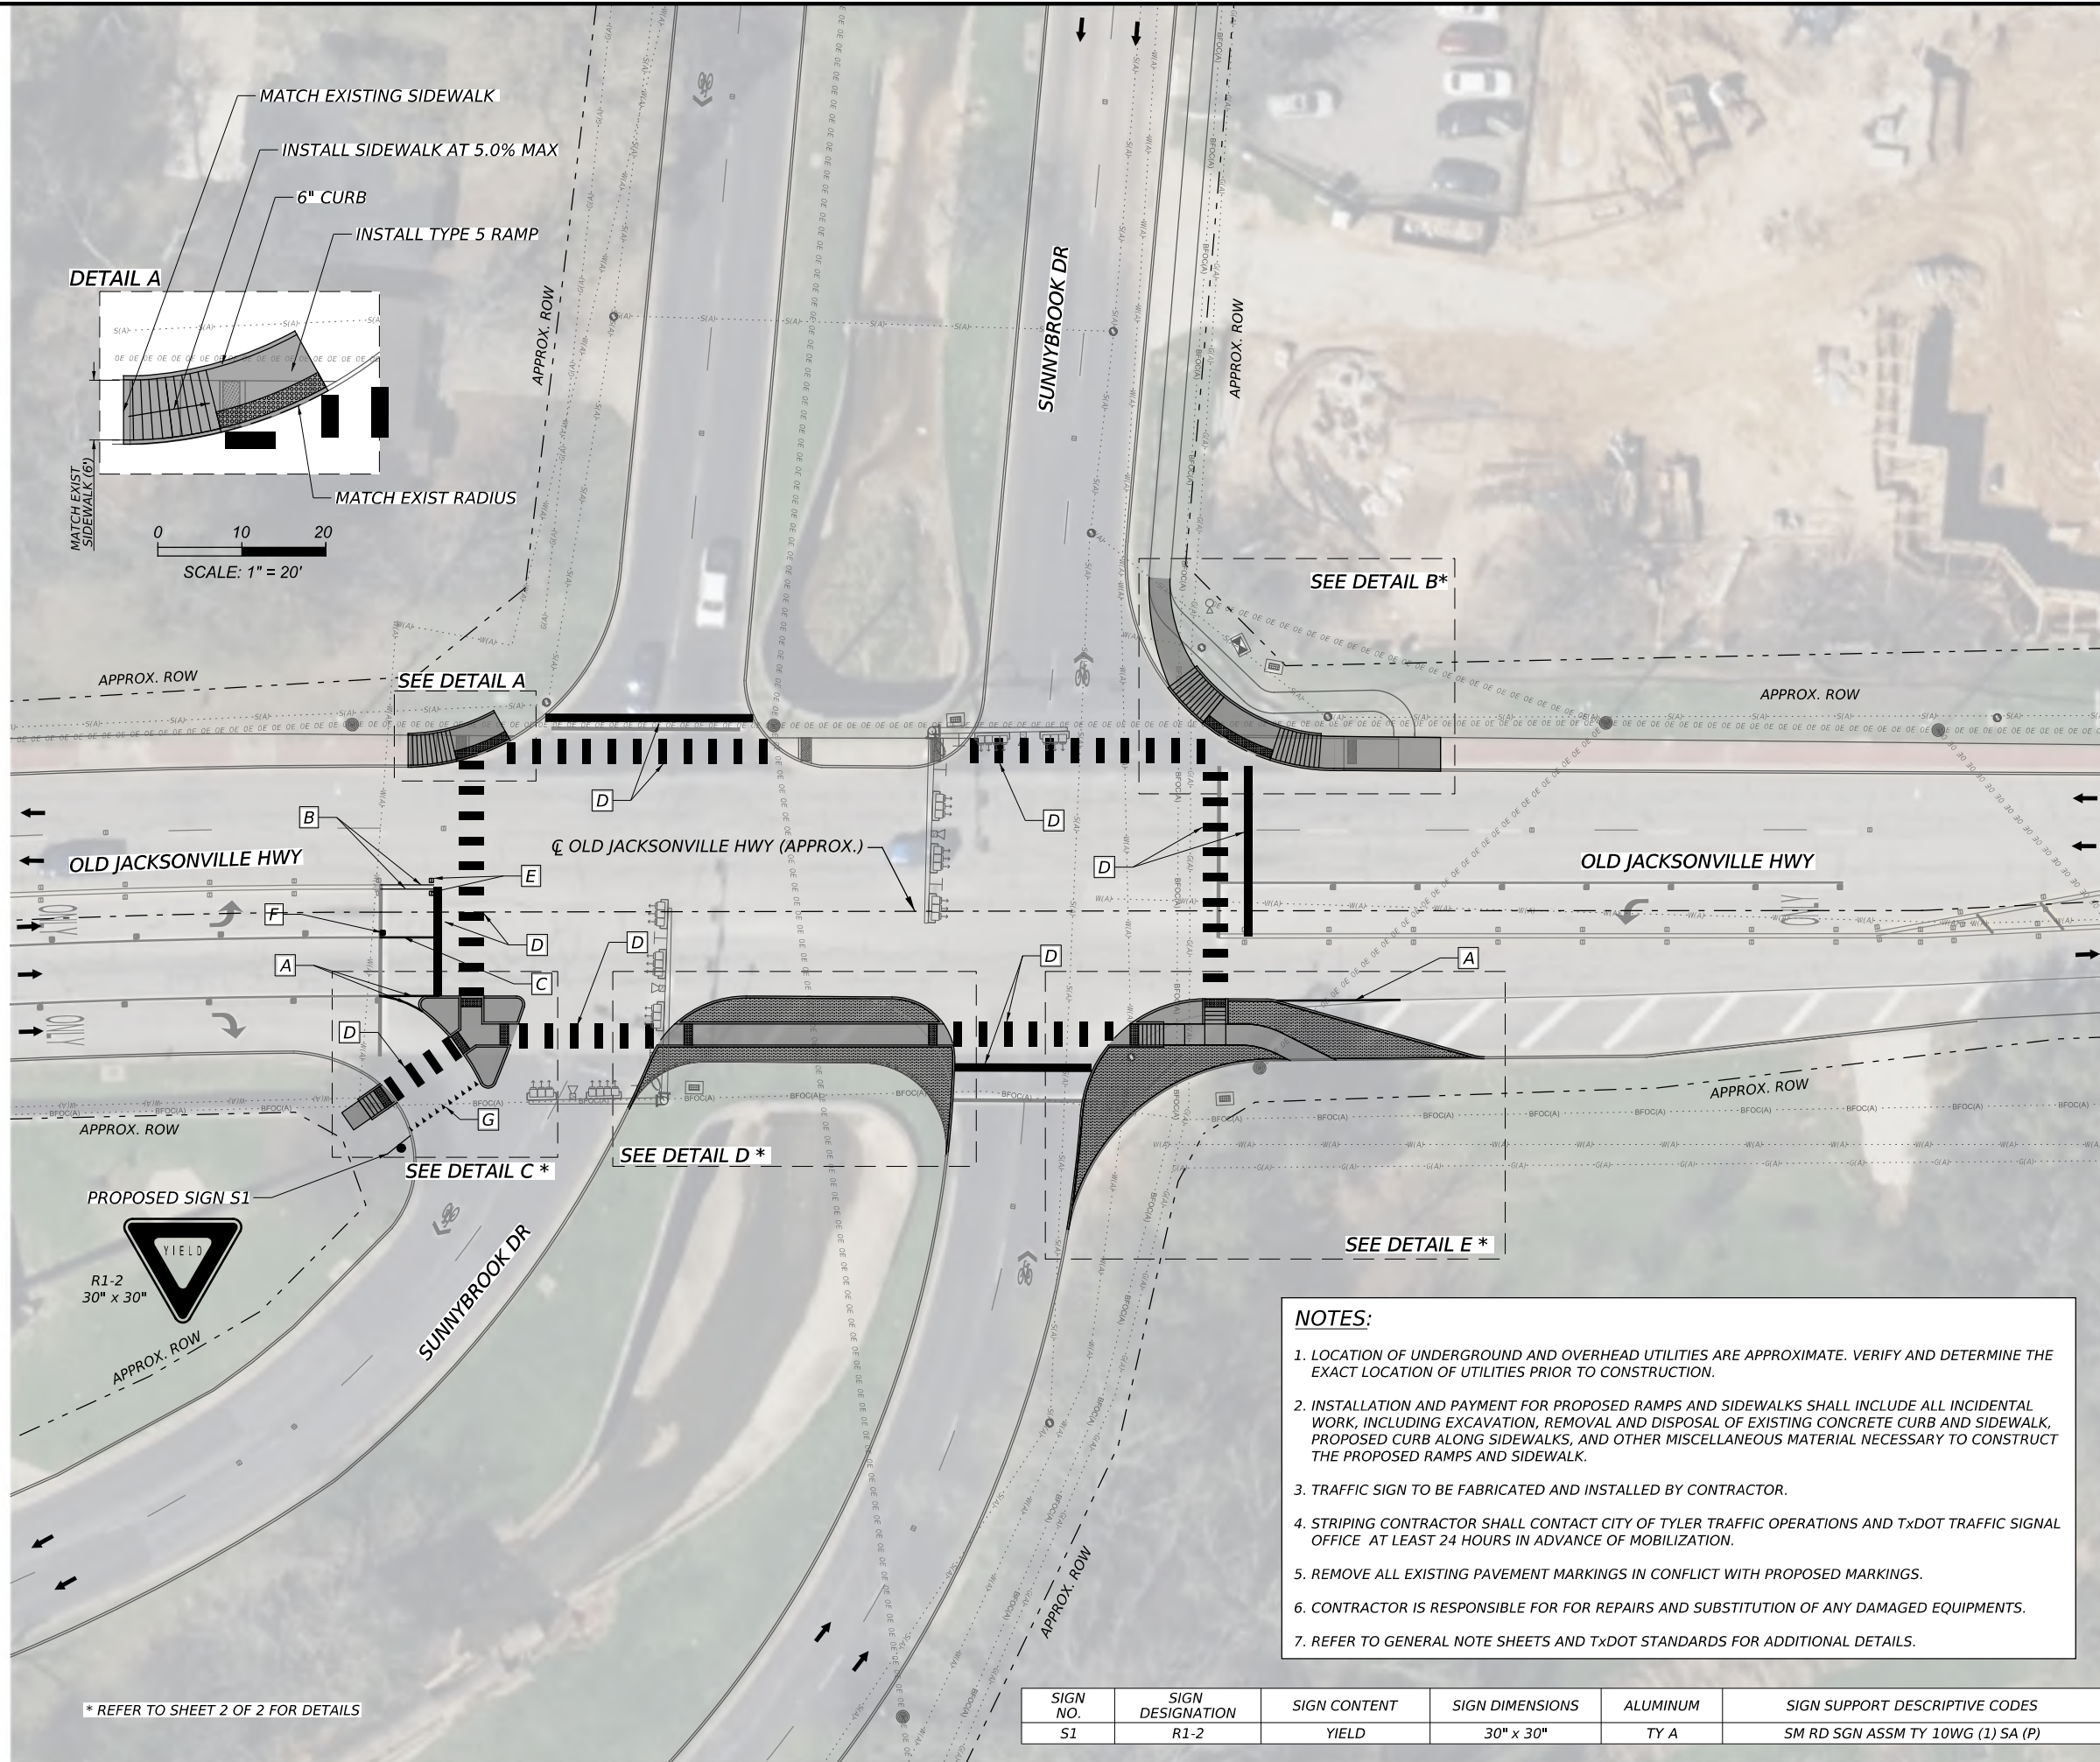 MATCH EXISTING SIDEWALK
INSTALL SIDEWALK AT 5.0% MAX
6" CURB
INSTALL TYPE 5 RAMP
DETAIL A
MATCH EXIST
SIDEWALK (6')
MATCH EXIST RADIUS
0 10 20
SCALE: 1" = 20'
APPROX. ROW
SUNNYBROOK DR
APPROX. ROW
SEE DETAIL B*
APPROX. ROW
SEE DETAIL A
APPROX. ROW
D
B
D
℄ OLD JACKSONVILLE HWY (APPROX.)
OLD JACKSONVILLE HWY
D
OLD JACKSONVILLE HWY
E
F
ONLY
ONLY
D
D
D
A
A
C
ONLY
D
APPROX. ROW
APPROX. ROW
G
SEE DETAIL D *
SEE DETAIL C *
PROPOSED SIGN S1
YIELD
R1-2
30" x 30"
SUNNYBROOK DR
SEE DETAIL E *
APPROX. ROW
APPROX. ROW
NOTES:
1. LOCATION OF UNDERGROUND AND OVERHEAD UTILITIES ARE APPROXIMATE. VERIFY AND DETERMINE THE
EXACT LOCATION OF UTILITIES PRIOR TO CONSTRUCTION.
2. INSTALLATION AND PAYMENT FOR PROPOSED RAMPS AND SIDEWALKS SHALL INCLUDE ALL INCIDENTAL
WORK, INCLUDING EXCAVATION, REMOVAL AND DISPOSAL OF EXISTING CONCRETE CURB AND SIDEWALK,
PROPOSED CURB ALONG SIDEWALKS, AND OTHER MISCELLANEOUS MATERIAL NECESSARY TO CONSTRUCT
THE PROPOSED RAMPS AND SIDEWALK.
3. TRAFFIC SIGN TO BE FABRICATED AND INSTALLED BY CONTRACTOR.
4. STRIPING CONTRACTOR SHALL CONTACT CITY OF TYLER TRAFFIC OPERATIONS AND TxDOT TRAFFIC SIGNAL
OFFICE AT LEAST 24 HOURS IN ADVANCE OF MOBILIZATION.
5. REMOVE ALL EXISTING PAVEMENT MARKINGS IN CONFLICT WITH PROPOSED MARKINGS.
6. CONTRACTOR IS RESPONSIBLE FOR FOR REPAIRS AND SUBSTITUTION OF ANY DAMAGED EQUIPMENTS.
7. REFER TO GENERAL NOTE SHEETS AND TxDOT STANDARDS FOR ADDITIONAL DETAILS.
* REFER TO SHEET 2 OF 2 FOR DETAILS
SIGN NO. SIGN DESIGNATION SIGN CONTENT SIGN DIMENSIONS ALUMINUM SIGN SUPPORT DESCRIPTIVE CODES
S1 R1-2 YIELD 30" x 30" TY A SM RD SGN ASSM TY 10WG (1) SA (P)